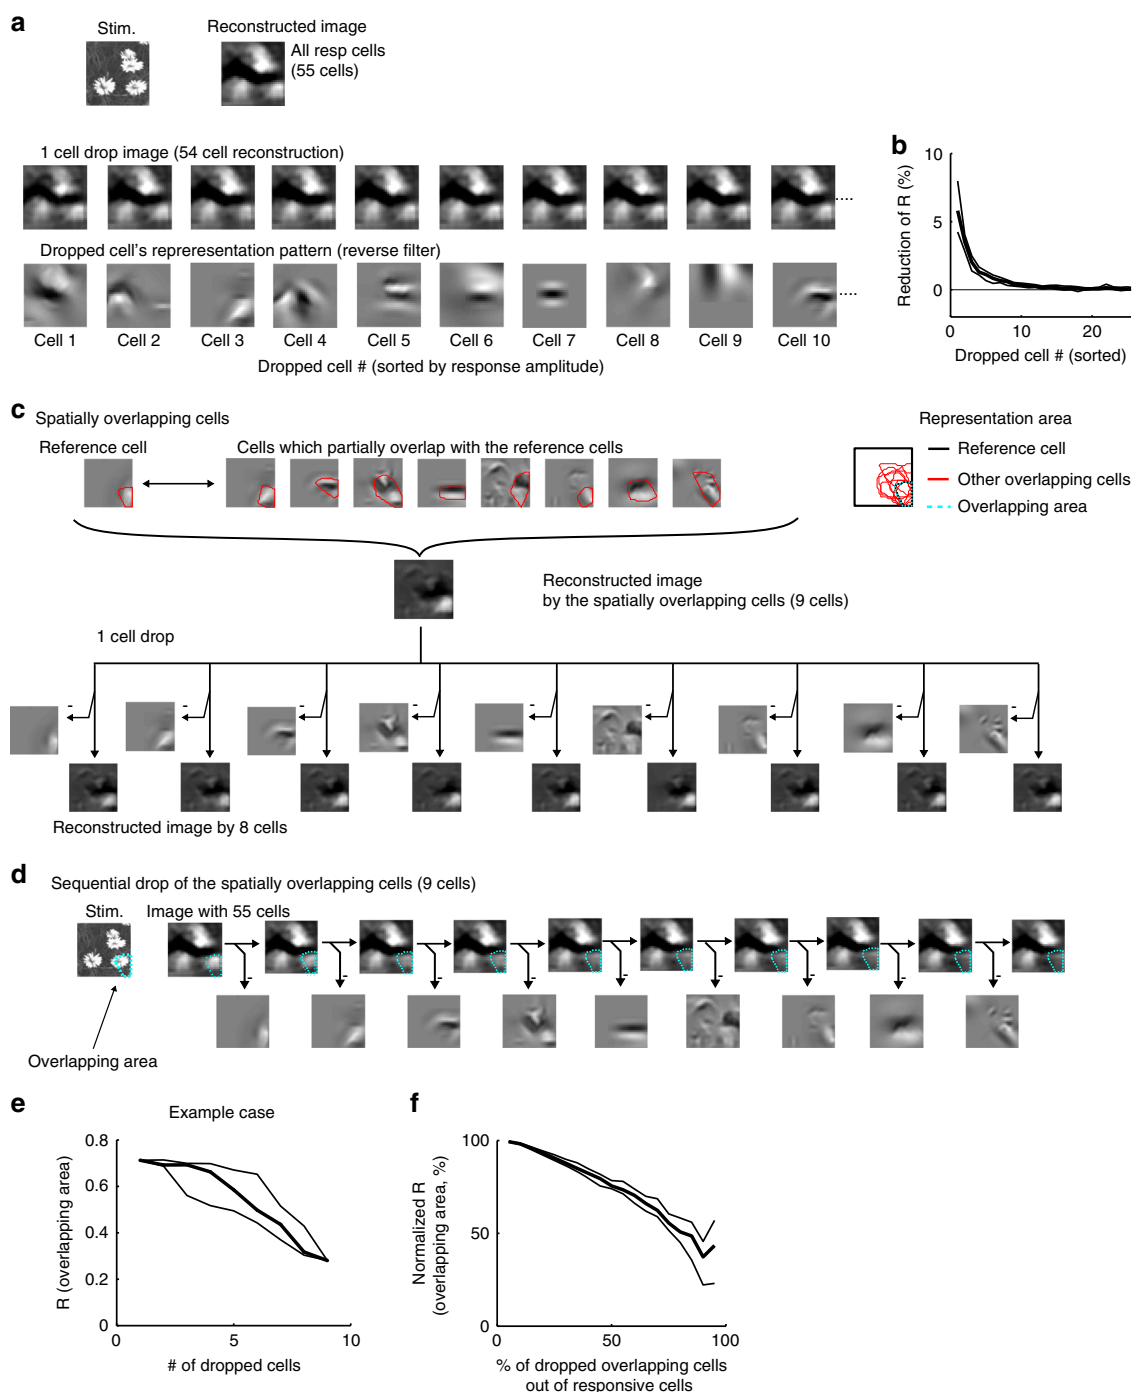 a
Stim.
Reconstructed image
All resp cells
(55 cells)
1 cell drop image (54 cell reconstruction)
Dropped cell's repreresentation pattern (reverse filter)
Cell 1 Cell 2 Cell 3 Cell 4 Cell 5 Cell 6 Cell 7 Cell 8 Cell 9 Cell 10
Dropped cell # (sorted by response amplitude)
b
Reduction of R (%)
10
5
0
0 10 20
Dropped cell # (sorted)
c
Spatially overlapping cells
Reference cell
Cells which partially overlap with the reference cells
Representation area
Reference cell
Other overlapping cells
Overlapping area
Reconstructed image
by the spatially overlapping cells (9 cells)
1 cell drop
- - - - - - - - -
Reconstructed image by 8 cells
d
Sequential drop of the spatially overlapping cells (9 cells)
Stim.
Image with 55 cells
- - - - - - - - -
Overlapping area
e
Example case
R (overlapping area)
0.8
0.6
0.4
0.2
0
0 5 10
# of dropped cells
f
Normalized R
(overlapping area, %)
100
50
0
0 50 100
% of dropped overlapping cells
out of responsive cells